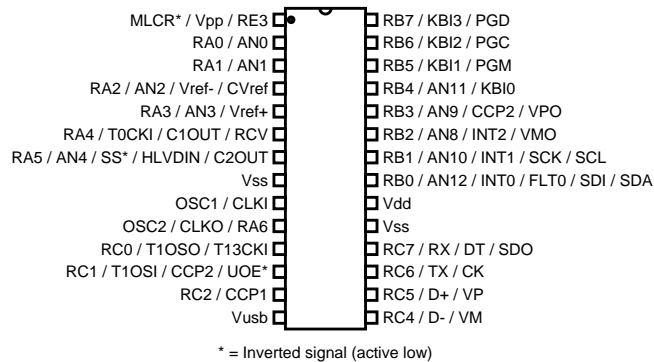 MLCR* / Vpp / RE3
RA0 / AN0
RA1 / AN1
RA2 / AN2 / Vref- / CVref
RA3 / AN3 / Vref+
RA4 / T0CKI / C1OUT / RCV
RA5 / AN4 / SS* / HLVDIN / C2OUT
Vss
OSC1 / CLKI
OSC2 / CLKO / RA6
RC0 / T1OSO / T13CKI
RC1 / T1OSI / CCP2 / UOE*
RC2 / CCP1
Vusb
RB7 / KBI3 / PGD
RB6 / KBI2 / PGC
RB5 / KBI1 / PGM
RB4 / AN11 / KBI0
RB3 / AN9 / CCP2 / VPO
RB2 / AN8 / INT2 / VMO
RB1 / AN10 / INT1 / SCK / SCL
RB0 / AN12 / INT0 / FLT0 / SDI / SDA
Vdd
Vss
RC7 / RX / DT / SDO
RC6 / TX / CK
RC5 / D+ / VP
RC4 / D- / VM
* = Inverted signal (active low)